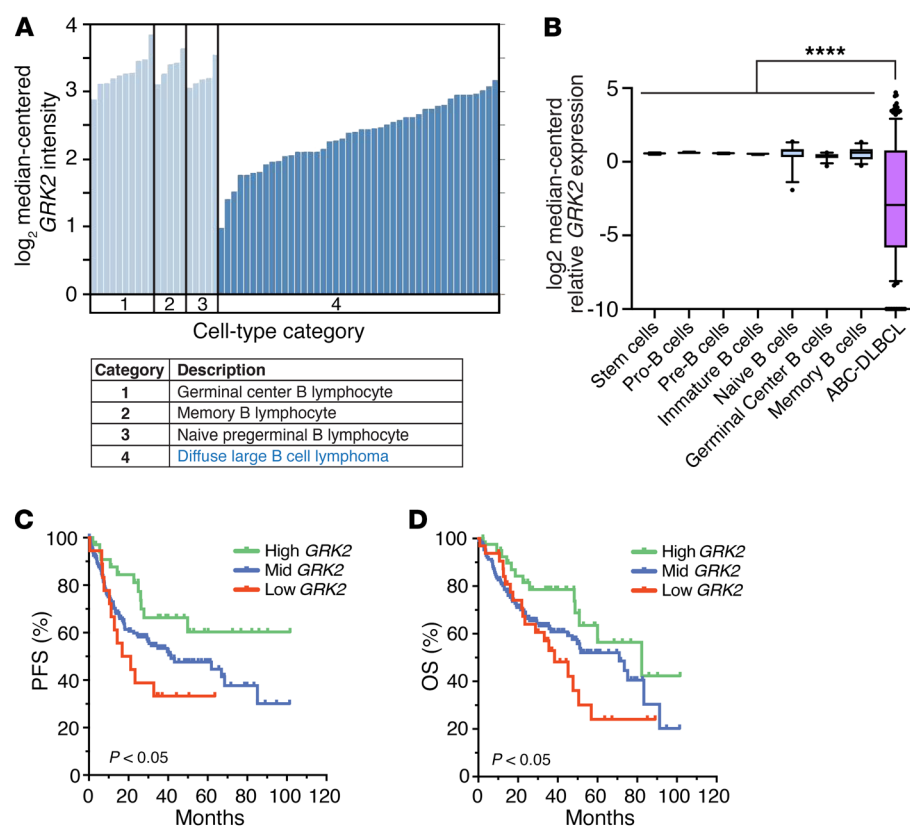 A
log2 median-centered
GRK2 intensity
4
3
2
1
0
1 2 3 4
Cell-type category
Category Description
1 Germinal center B lymphocyte
2 Memory B lymphocyte
3 Naive pregerminal B lymphocyte
4 Diffuse large B cell lymphoma
B
****
log2 median-centerd
relative GRK2 expression
5
0
-5
-10
Stem cells
Pro-B cells
Pre-B cells
Immature B cells
Naive B cells
Germinal Center B cells
Memory B cells
ABC-DLBCL
C
PFS (%)
100
80
60
40
20
0
High GRK2
Mid GRK2
Low GRK2
P < 0.05
0 20 40 60 80 100 120
Months
D
OS (%)
100
80
60
40
20
0
High GRK2
Mid GRK2
Low GRK2
P < 0.05
0 20 40 60 80 100 120
Months